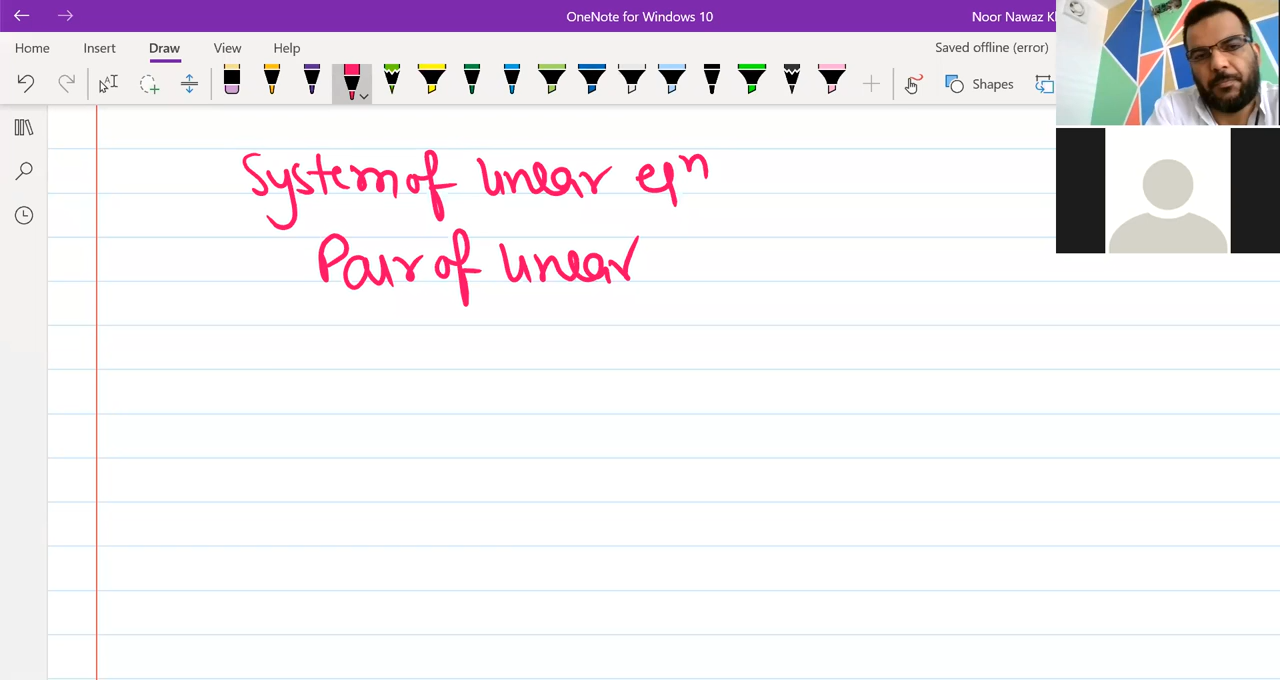 OneNote for Windows 10
Noor Nawaz
Home Insert Draw View Help
Saved offline (error)
Shapes
System of linear eqⁿ
Pair of linear